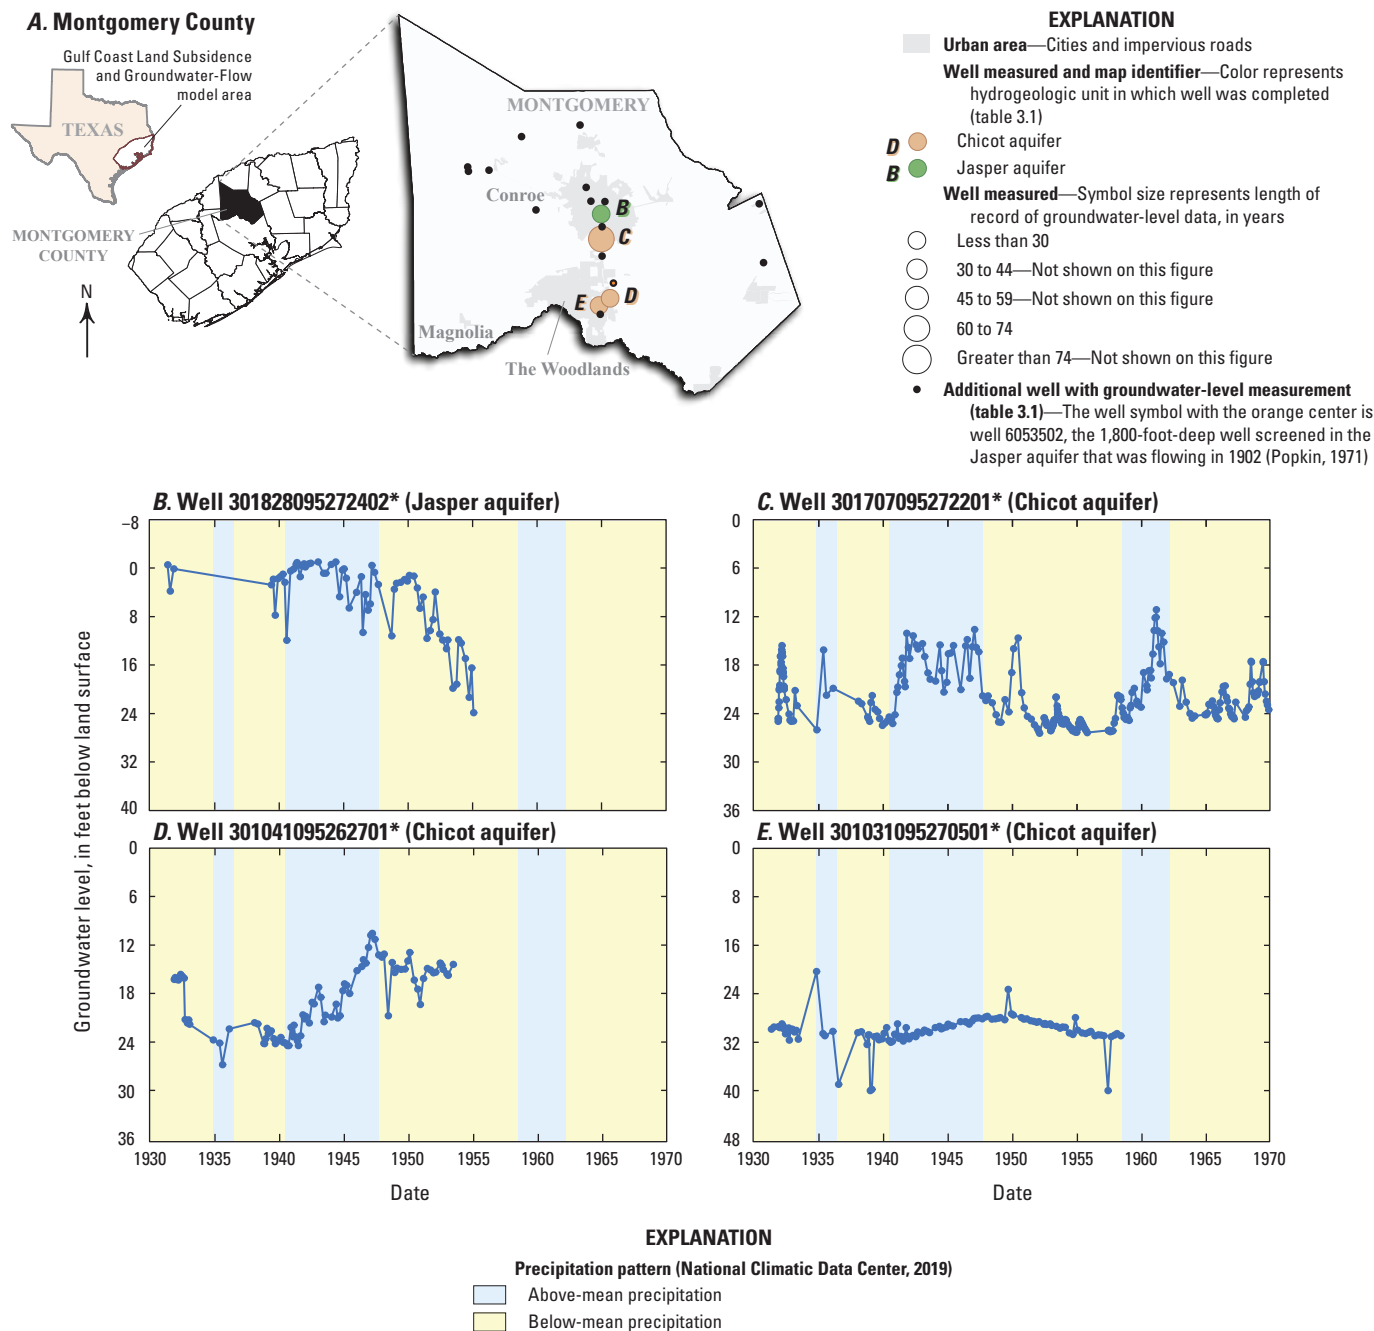 A. Montgomery County
Gulf Coast Land Subsidence
and Groundwater-Flow
model area
TEXAS
MONTGOMERY
COUNTY
N
MONTGOMERY
Conroe
B
C
D
E
Magnolia
The Woodlands
EXPLANATION
Urban area—Cities and impervious roads
Well measured and map identifier—Color represents
hydrogeologic unit in which well was completed
(table 3.1)
D Chicot aquifer
B Jasper aquifer
Well measured—Symbol size represents length of
record of groundwater-level data, in years
Less than 30
30 to 44—Not shown on this figure
45 to 59—Not shown on this figure
60 to 74
Greater than 74—Not shown on this figure
Additional well with groundwater-level measurement
(table 3.1)—The well symbol with the orange center is
well 6053502, the 1,800-foot-deep well screened in the
Jasper aquifer that was flowing in 1902 (Popkin, 1971)
Groundwater level, in feet below land surface
B. Well 301828095272402* (Jasper aquifer)
–8
0
8
16
24
32
40
C. Well 301707095272201* (Chicot aquifer)
0
6
12
18
24
30
36
D. Well 301041095262701* (Chicot aquifer)
0
6
12
18
24
30
36
1930 1935 1940 1945 1950 1955 1960 1965 1970
Date
E. Well 301031095270501* (Chicot aquifer)
0
8
16
24
32
40
48
1930 1935 1940 1945 1950 1955 1960 1965 1970
Date
EXPLANATION
Precipitation pattern (National Climatic Data Center, 2019)
Above-mean precipitation
Below-mean precipitation